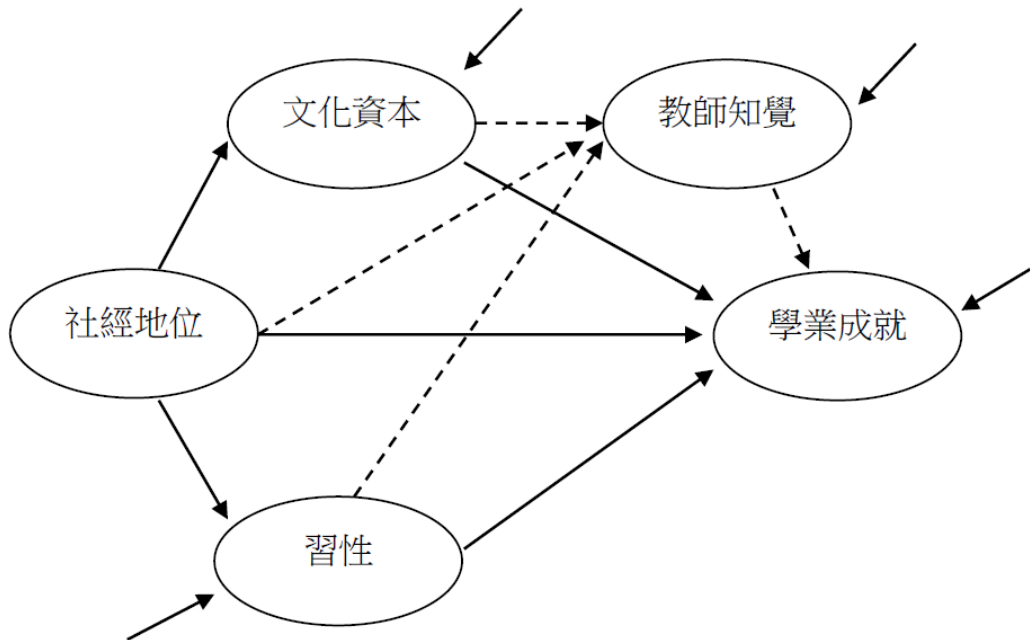 文化資本
教師知覺
社經地位
學業成就
習性